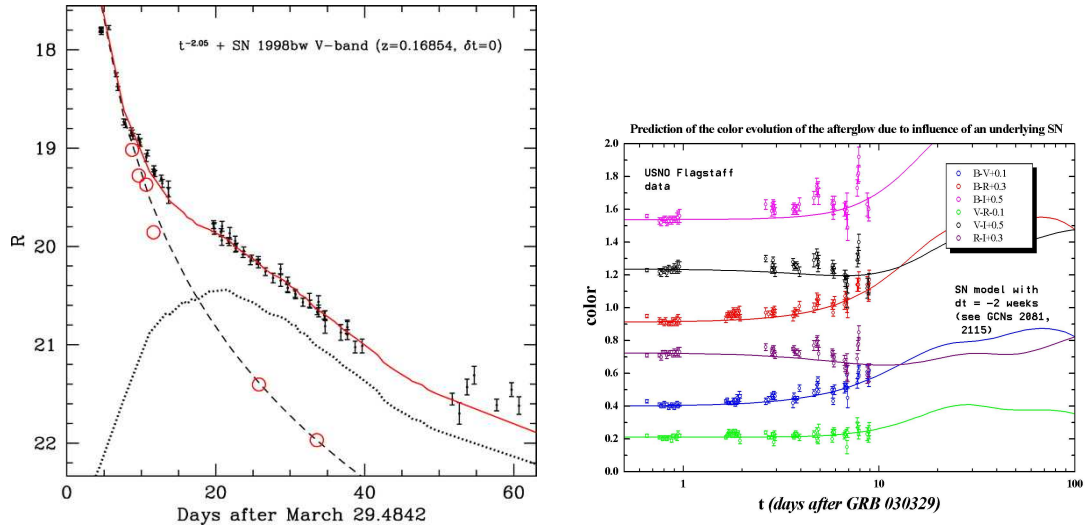 t^-2.05 + SN 1998bw V-band (z=0.16854, δt=0)
18
19
20
21
22
R
0
20
40
60
Days after March 29.4842
Prediction of the color evolution of the afterglow due to influence of an underlying SN
2.0
1.8
1.6
1.4
1.2
1.0
0.8
0.6
0.4
0.2
0.0
color
USNO Flagstaff
data
B-V+0.1
B-R+0.3
B-I+0.5
V-R-0.1
V-I+0.5
R-I+0.3
SN model with
dt = -2 weeks
(see GCNs 2081,
2115)
1
10
100
t (days after GRB 030329)